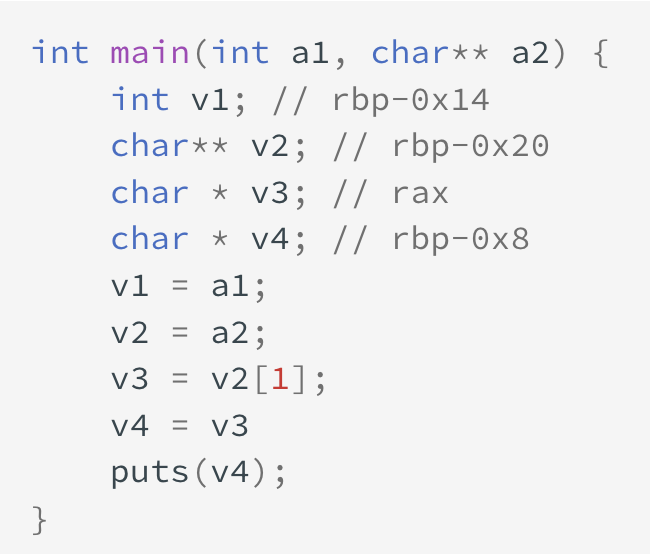 int main(int a1, char** a2) {
    int v1; // rbp-0x14
    char** v2; // rbp-0x20
    char * v3; // rax
    char * v4; // rbp-0x8
    v1 = a1;
    v2 = a2;
    v3 = v2[1];
    v4 = v3
    puts(v4);
}